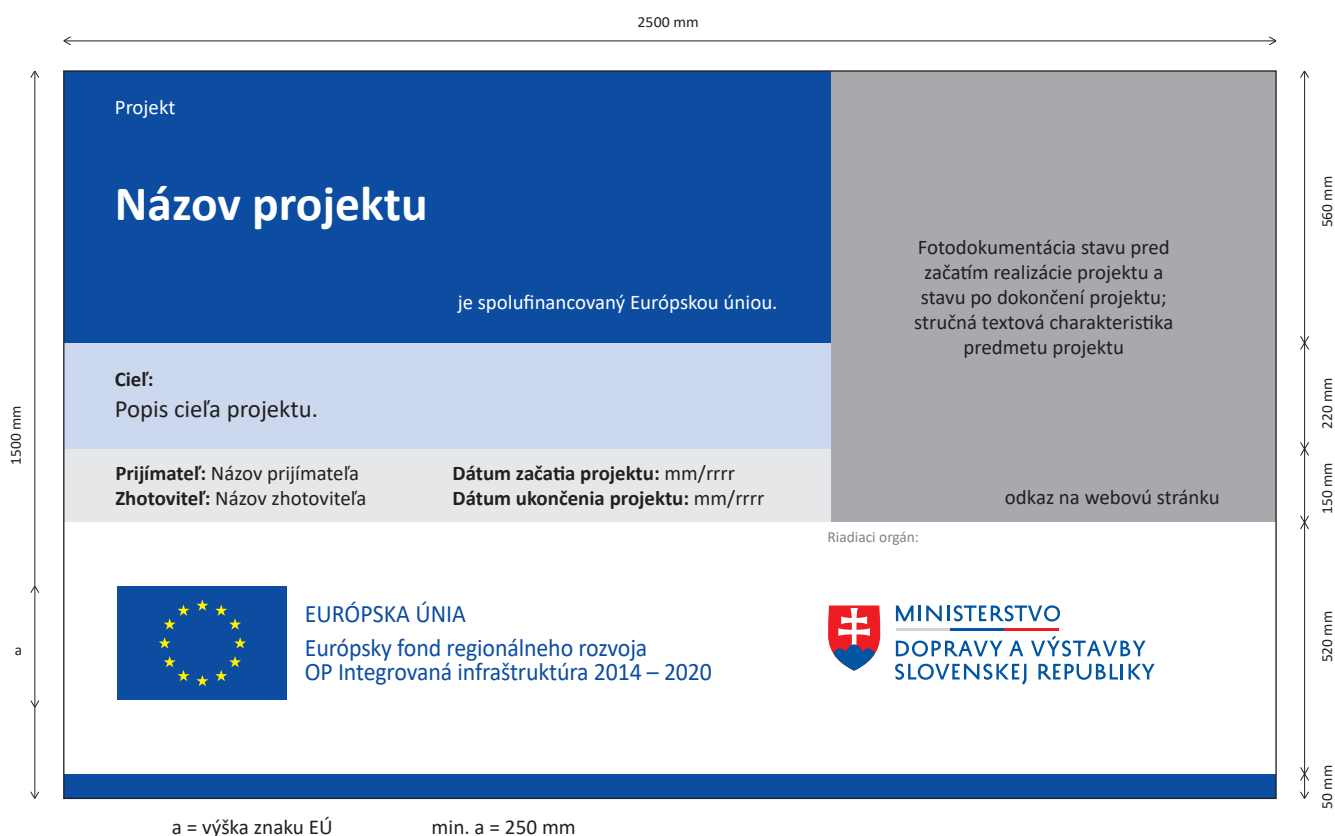 2500 mm
Projekt
Názov projektu
je spolufinancovaný Európskou úniou.
Fotodokumentácia stavu pred
začatím realizácie projektu a
stavu po dokončení projektu;
stručná textová charakteristika
predmetu projektu
560 mm
Cieľ:
Popis cieľa projektu.
220 mm
1500 mm
Prijímateľ: Názov prijímateľa
Zhotoviteľ: Názov zhotoviteľa
Dátum začatia projektu: mm/rrrr
Dátum ukončenia projektu: mm/rrrr
odkaz na webovú stránku
150 mm
Riadiaci orgán:
a
EURÓPSKA ÚNIA
Európsky fond regionálneho rozvoja
OP Integrovaná infraštruktúra 2014 – 2020
MINISTERSTVO
DOPRAVY A VÝSTAVBY
SLOVENSKEJ REPUBLIKY
520 mm
50 mm
a = výška znaku EÚ
min. a = 250 mm